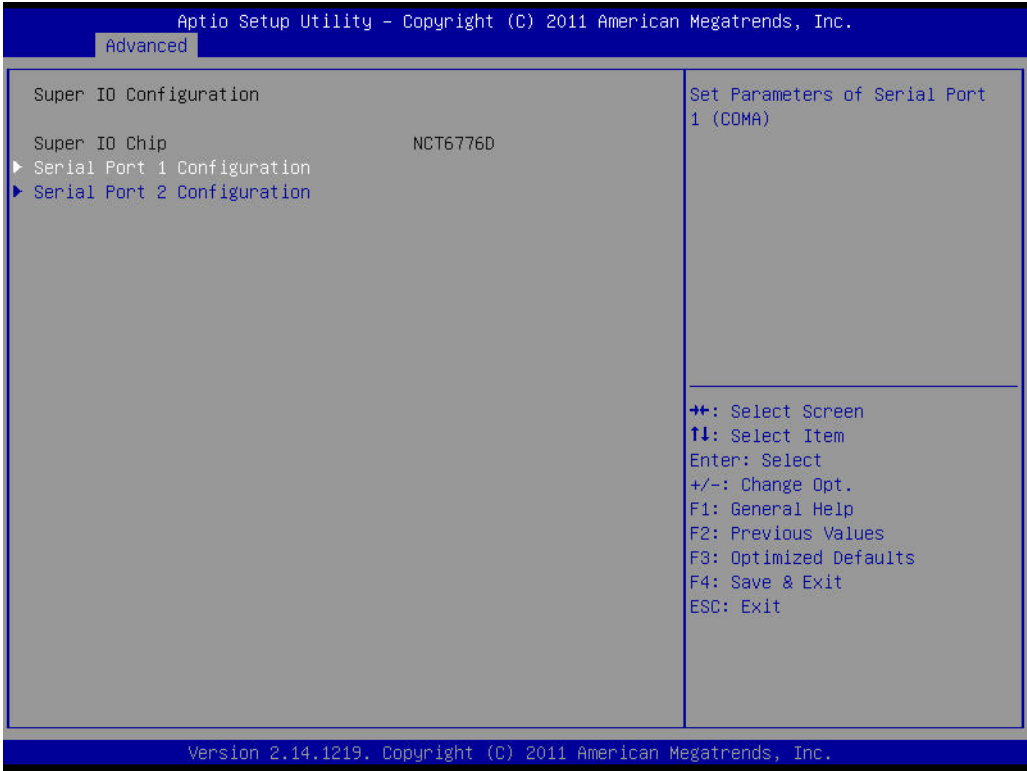 Aptio Setup Utility – Copyright (C) 2011 American Megatrends, Inc.
Advanced
Super IO Configuration
Super IO Chip NCT6776D
Serial Port 1 Configuration
Serial Port 2 Configuration
Set Parameters of Serial Port
1 (COMA)
→←: Select Screen
↑↓: Select Item
Enter: Select
+/-: Change Opt.
F1: General Help
F2: Previous Values
F3: Optimized Defaults
F4: Save & Exit
ESC: Exit
Version 2.14.1219. Copyright (C) 2011 American Megatrends, Inc.